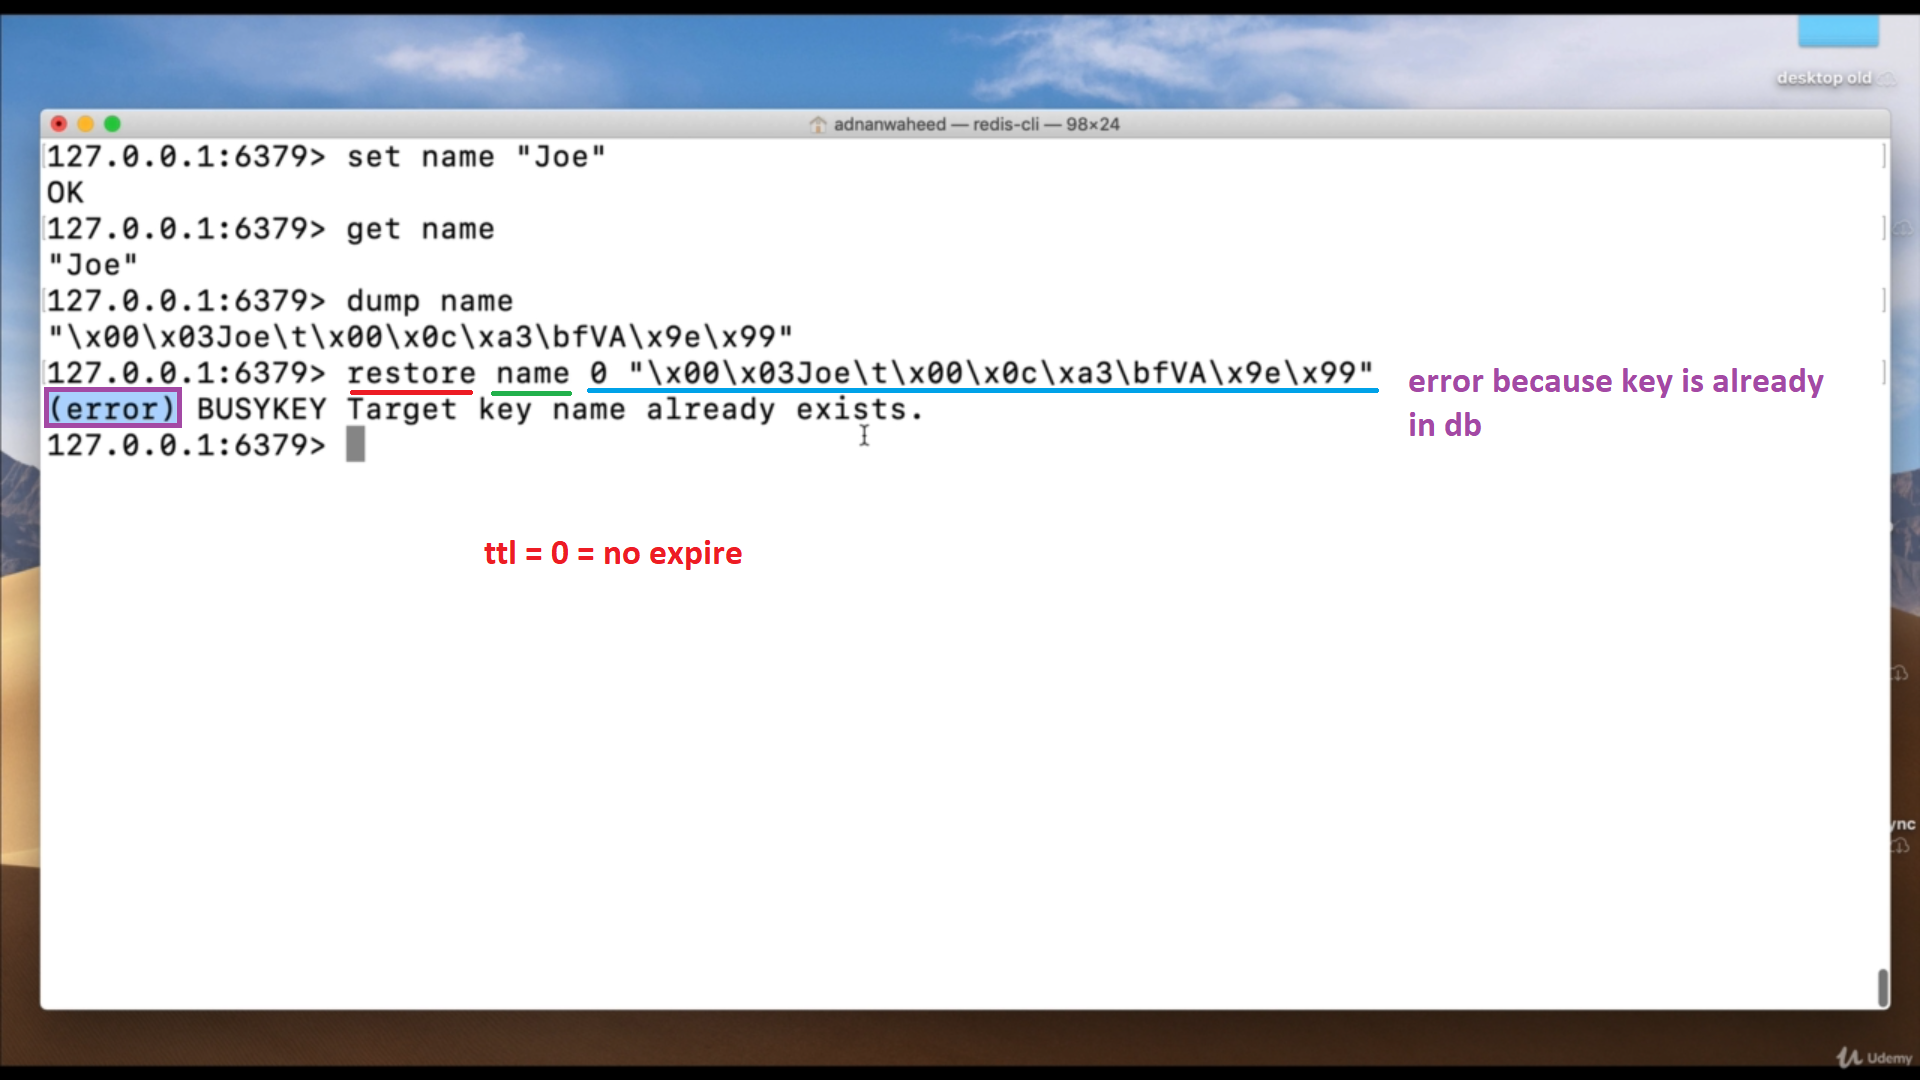 desktop old
adnanwaheed — redis-cli — 98×24
127.0.0.1:6379> set name "Joe"
OK
127.0.0.1:6379> get name
"Joe"
127.0.0.1:6379> dump name
"\x00\x03Joe\t\x00\x0c\xa3\bfVA\x9e\x99"
127.0.0.1:6379> restore name 0 "\x00\x03Joe\t\x00\x0c\xa3\bfVA\x9e\x99"
error because key is already
in db
(error) BUSYKEY Target key name already exists.
127.0.0.1:6379>
ttl = 0 = no expire
ync
Udemy